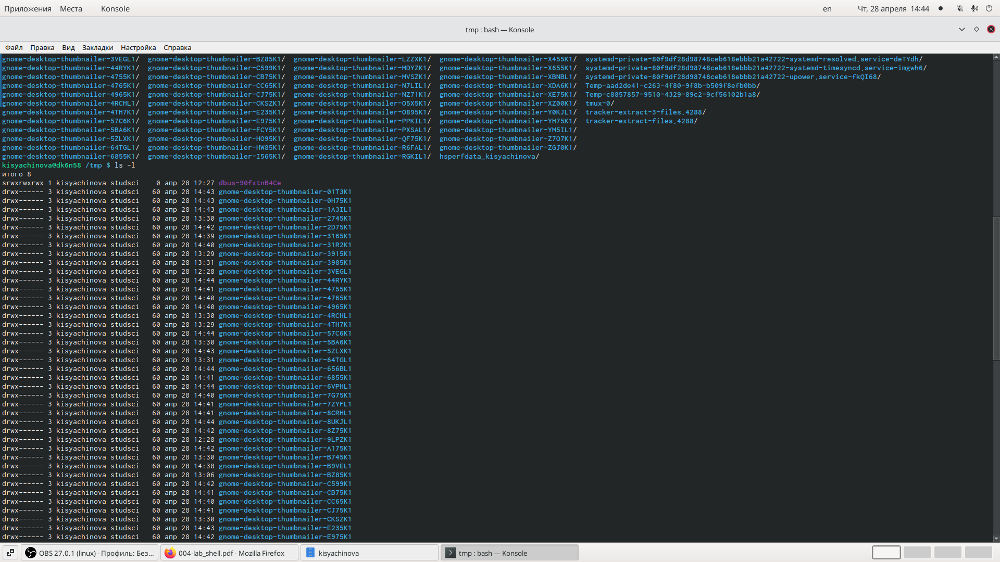 Приложения Места Konsole en Чт, 28 апреля 14:44
tmp : bash — Konsole
Файл Правка Вид Закладки Настройка Справка
gnome-desktop-thumbnailer-3VEGL1/ gnome-desktop-thumbnailer-BZ85K1/ gnome-desktop-thumbnailer-LZZXK1/ gnome-desktop-thumbnailer-X455K1/ systemd-private-80f9df28d98748ceb618ebbb21a42722-systemd-resolved.service-deTYdh/
gnome-desktop-thumbnailer-44RYK1/ gnome-desktop-thumbnailer-C599K1/ gnome-desktop-thumbnailer-MDYZK1/ gnome-desktop-thumbnailer-X655K1/ systemd-private-80f9df28d98748ceb618ebbb21a42722-systemd-timesyncd.service-imgwh6/
gnome-desktop-thumbnailer-4755K1/ gnome-desktop-thumbnailer-CB75K1/ gnome-desktop-thumbnailer-MVSZK1/ gnome-desktop-thumbnailer-XBNBL1/ systemd-private-80f9df28d98748ceb618ebbb21a42722-upower.service-fkQI68/
gnome-desktop-thumbnailer-4765K1/ gnome-desktop-thumbnailer-CC65K1/ gnome-desktop-thumbnailer-N7LIL1/ gnome-desktop-thumbnailer-XDA6K1/ Temp-aad2de41-c263-4f80-9f8b-b509f8efb0bb/
gnome-desktop-thumbnailer-4965K1/ gnome-desktop-thumbnailer-CJ75K1/ gnome-desktop-thumbnailer-NZ71K1/ gnome-desktop-thumbnailer-XE75K1/ Temp-c8857857-9510-4329-89c2-9cf56102b1a8/
gnome-desktop-thumbnailer-4RCHL1/ gnome-desktop-thumbnailer-CKSZK1/ gnome-desktop-thumbnailer-O5X5K1/ gnome-desktop-thumbnailer-XZ00K1/ tmux-0/
gnome-desktop-thumbnailer-4TH7K1/ gnome-desktop-thumbnailer-E235K1/ gnome-desktop-thumbnailer-O895K1/ gnome-desktop-thumbnailer-Y0KJL1/ tracker-extract-3-files.4288/
gnome-desktop-thumbnailer-57C6K1/ gnome-desktop-thumbnailer-E975K1/ gnome-desktop-thumbnailer-PPKIL1/ gnome-desktop-thumbnailer-YH75K1/ tracker-extract-files.4288/
gnome-desktop-thumbnailer-5BA6K1/ gnome-desktop-thumbnailer-FCY5K1/ gnome-desktop-thumbnailer-PXSAL1/ gnome-desktop-thumbnailer-YM5IL1/
gnome-desktop-thumbnailer-5ZLXK1/ gnome-desktop-thumbnailer-HO95K1/ gnome-desktop-thumbnailer-QF75K1/ gnome-desktop-thumbnailer-Z7O7K1/
gnome-desktop-thumbnailer-64TGL1/ gnome-desktop-thumbnailer-HW85K1/ gnome-desktop-thumbnailer-R6FAL1/ gnome-desktop-thumbnailer-ZGJ0K1/
gnome-desktop-thumbnailer-6855K1/ gnome-desktop-thumbnailer-I565K1/ gnome-desktop-thumbnailer-RGKIL1/ hsperfdata_kisyachinova/
kisyachinova@dk6n58 /tmp $ ls -l
итого 8
srwxrwxrwx 1 kisyachinova studsci 0 апр 28 12:27 dbus-90fxtnB4Ce
drwx------ 3 kisyachinova studsci 60 апр 28 14:43 gnome-desktop-thumbnailer-01T3K1
drwx------ 3 kisyachinova studsci 60 апр 28 14:43 gnome-desktop-thumbnailer-0H75K1
drwx------ 3 kisyachinova studsci 60 апр 28 14:43 gnome-desktop-thumbnailer-1A3IL1
drwx------ 3 kisyachinova studsci 60 апр 28 13:30 gnome-desktop-thumbnailer-2745K1
drwx------ 3 kisyachinova studsci 60 апр 28 14:42 gnome-desktop-thumbnailer-2D75K1
drwx------ 3 kisyachinova studsci 60 апр 28 14:39 gnome-desktop-thumbnailer-3165K1
drwx------ 3 kisyachinova studsci 60 апр 28 14:40 gnome-desktop-thumbnailer-31R2K1
drwx------ 3 kisyachinova studsci 60 апр 28 13:29 gnome-desktop-thumbnailer-3915K1
drwx------ 3 kisyachinova studsci 60 апр 28 13:31 gnome-desktop-thumbnailer-3985K1
drwx------ 3 kisyachinova studsci 60 апр 28 12:28 gnome-desktop-thumbnailer-3VEGL1
drwx------ 3 kisyachinova studsci 60 апр 28 14:44 gnome-desktop-thumbnailer-44RYK1
drwx------ 3 kisyachinova studsci 60 апр 28 14:41 gnome-desktop-thumbnailer-4755K1
drwx------ 3 kisyachinova studsci 60 апр 28 14:40 gnome-desktop-thumbnailer-4765K1
drwx------ 3 kisyachinova studsci 60 апр 28 14:40 gnome-desktop-thumbnailer-4965K1
drwx------ 3 kisyachinova studsci 60 апр 28 13:30 gnome-desktop-thumbnailer-4RCHL1
drwx------ 3 kisyachinova studsci 60 апр 28 13:29 gnome-desktop-thumbnailer-4TH7K1
drwx------ 3 kisyachinova studsci 60 апр 28 14:44 gnome-desktop-thumbnailer-57C6K1
drwx------ 3 kisyachinova studsci 60 апр 28 13:30 gnome-desktop-thumbnailer-5BA6K1
drwx------ 3 kisyachinova studsci 60 апр 28 14:43 gnome-desktop-thumbnailer-5ZLXK1
drwx------ 3 kisyachinova studsci 60 апр 28 13:31 gnome-desktop-thumbnailer-64TGL1
drwx------ 3 kisyachinova studsci 60 апр 28 14:44 gnome-desktop-thumbnailer-656BL1
drwx------ 3 kisyachinova studsci 60 апр 28 14:41 gnome-desktop-thumbnailer-6855K1
drwx------ 3 kisyachinova studsci 60 апр 28 14:44 gnome-desktop-thumbnailer-6VPHL1
drwx------ 3 kisyachinova studsci 60 апр 28 14:40 gnome-desktop-thumbnailer-7G75K1
drwx------ 3 kisyachinova studsci 60 апр 28 14:41 gnome-desktop-thumbnailer-7ZYFL1
drwx------ 3 kisyachinova studsci 60 апр 28 14:41 gnome-desktop-thumbnailer-8CRHL1
drwx------ 3 kisyachinova studsci 60 апр 28 14:44 gnome-desktop-thumbnailer-8UKJL1
drwx------ 3 kisyachinova studsci 60 апр 28 14:42 gnome-desktop-thumbnailer-8Z75K1
drwx------ 3 kisyachinova studsci 60 апр 28 12:28 gnome-desktop-thumbnailer-9LPZK1
drwx------ 3 kisyachinova studsci 60 апр 28 14:42 gnome-desktop-thumbnailer-A175K1
drwx------ 3 kisyachinova studsci 60 апр 28 13:30 gnome-desktop-thumbnailer-B745K1
drwx------ 3 kisyachinova studsci 60 апр 28 14:38 gnome-desktop-thumbnailer-B9VEL1
drwx------ 3 kisyachinova studsci 60 апр 28 13:06 gnome-desktop-thumbnailer-BZ85K1
drwx------ 3 kisyachinova studsci 60 апр 28 14:42 gnome-desktop-thumbnailer-C599K1
drwx------ 3 kisyachinova studsci 60 апр 28 14:41 gnome-desktop-thumbnailer-CB75K1
drwx------ 3 kisyachinova studsci 60 апр 28 14:40 gnome-desktop-thumbnailer-CC65K1
drwx------ 3 kisyachinova studsci 60 апр 28 14:41 gnome-desktop-thumbnailer-CJ75K1
drwx------ 3 kisyachinova studsci 60 апр 28 13:30 gnome-desktop-thumbnailer-CKSZK1
drwx------ 3 kisyachinova studsci 60 апр 28 14:43 gnome-desktop-thumbnailer-E235K1
drwx------ 3 kisyachinova studsci 60 апр 28 14:42 gnome-desktop-thumbnailer-E975K1
OBS 27.0.1 (linux) - Профиль: Без... 004-lab_shell.pdf - Mozilla Firefox kisyachinova tmp : bash — Konsole